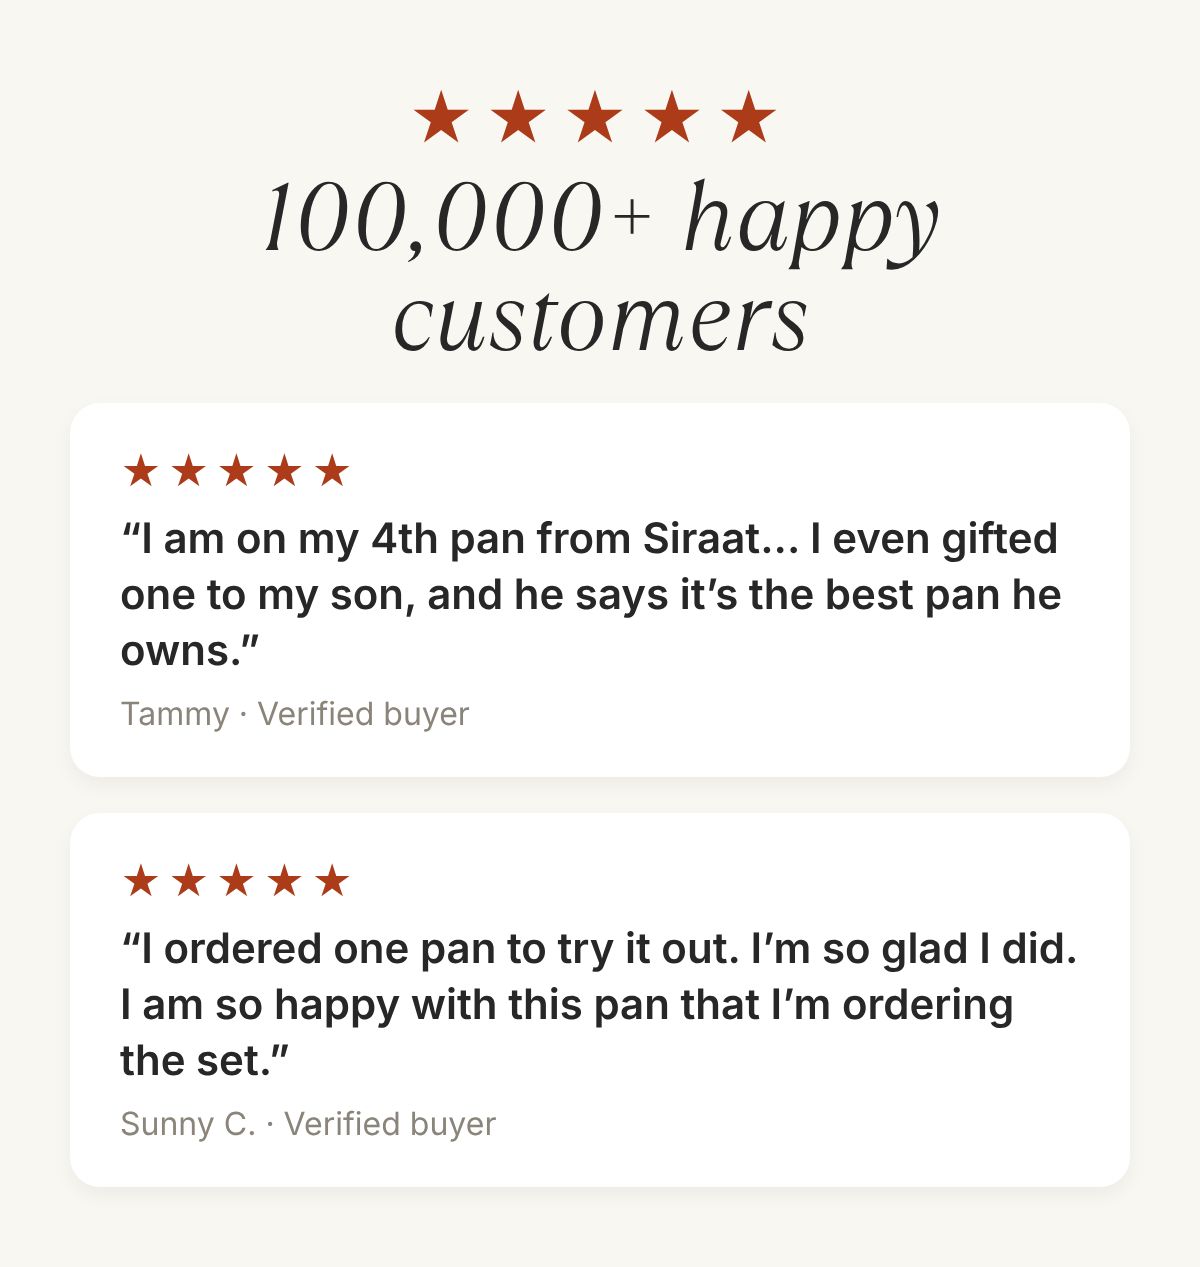 ★★★★★
100,000+ happy
customers
★★★★★
“I am on my 4th pan from Siraat... I even gifted
one to my son, and he says it’s the best pan he
owns.”
Tammy · Verified buyer
★★★★★
“I ordered one pan to try it out. I’m so glad I did.
I am so happy with this pan that I’m ordering
the set.”
Sunny C. · Verified buyer